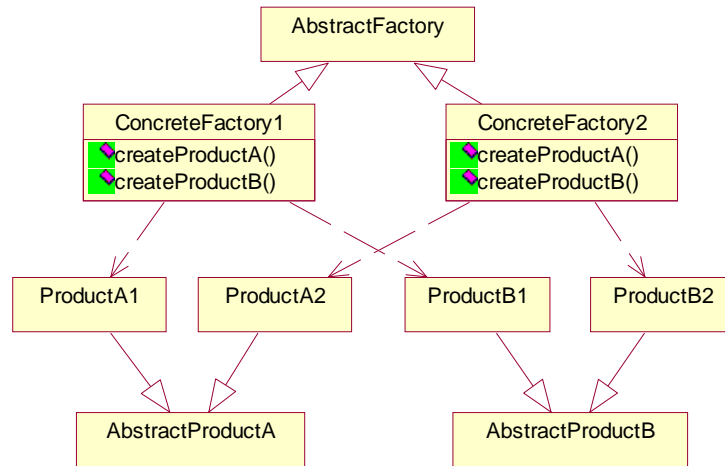 AbstractFactory
ConcreteFactory1
createProductA()
createProductB()
ConcreteFactory2
createProductA()
createProductB()
ProductA1
ProductA2
ProductB1
ProductB2
AbstractProductA
AbstractProductB